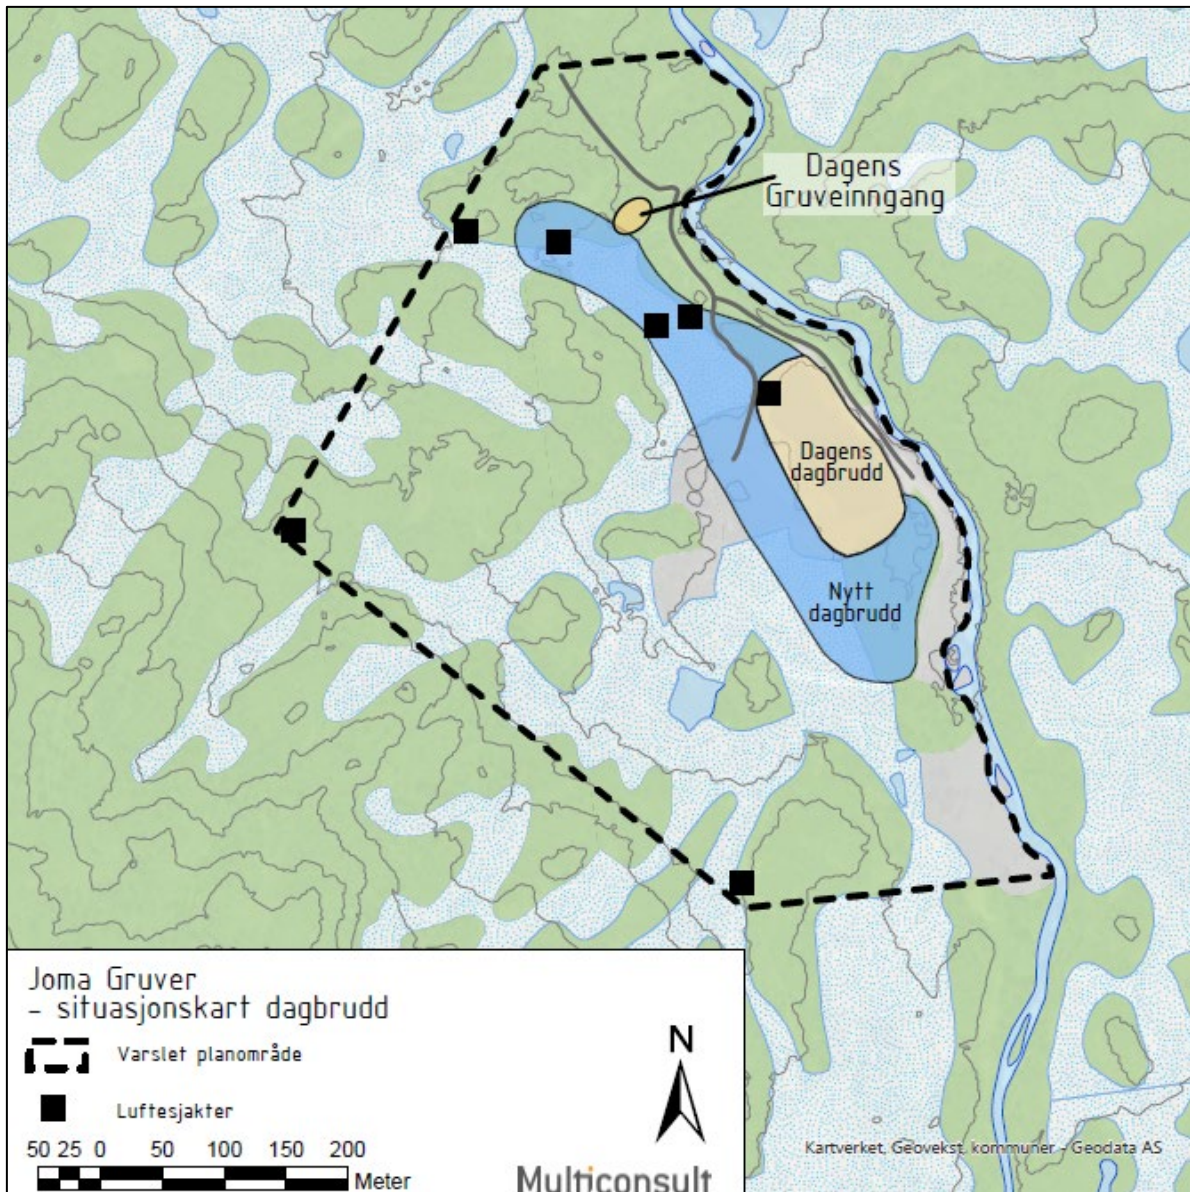 Dagens
Gruveinngang
Dagens
dagbrudd
Nytt
dagbrudd
Joma Gruver
- situasjonskart dagbrudd
Varslet planområde
Luftesjakter
N
50 25 0 50 100 150 200
Meter
Multiconsult
Kartverket, Geovekst, kommuner - Geodata AS